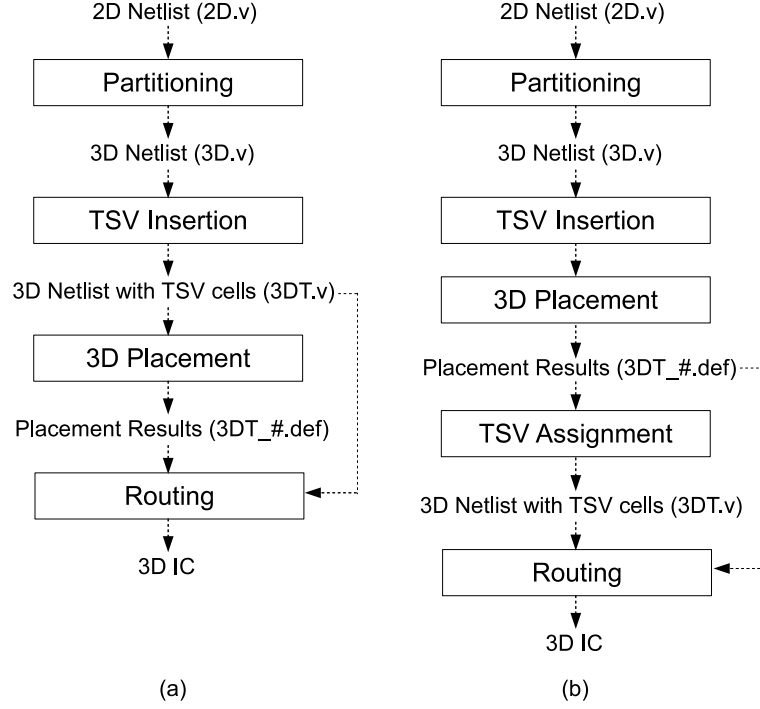 2D Netlist (2D.v)
Partitioning
3D Netlist (3D.v)
TSV Insertion
3D Netlist with TSV cells (3DT.v)
3D Placement
Placement Results (3DT_#.def)
Routing
3D IC
(a)
2D Netlist (2D.v)
Partitioning
3D Netlist (3D.v)
TSV Insertion
3D Placement
Placement Results (3DT_#.def)
TSV Assignment
3D Netlist with TSV cells (3DT.v)
Routing
3D IC
(b)